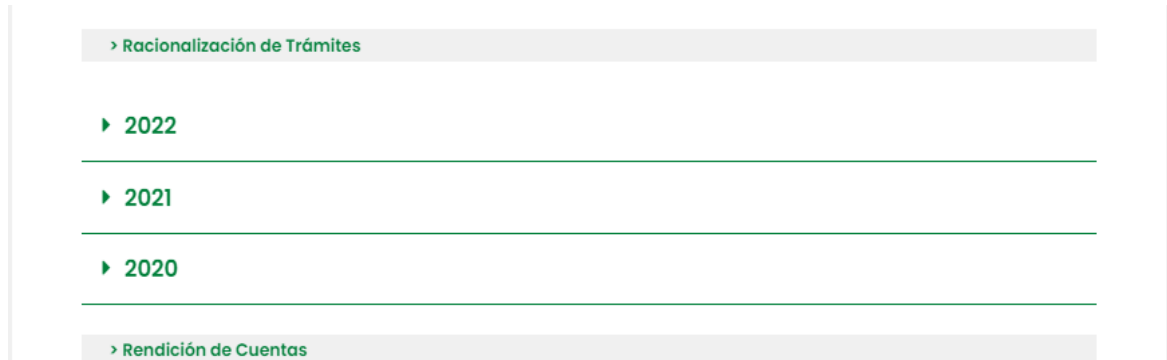 > Racionalización de Trámites
2022
2021
2020
> Rendición de Cuentas